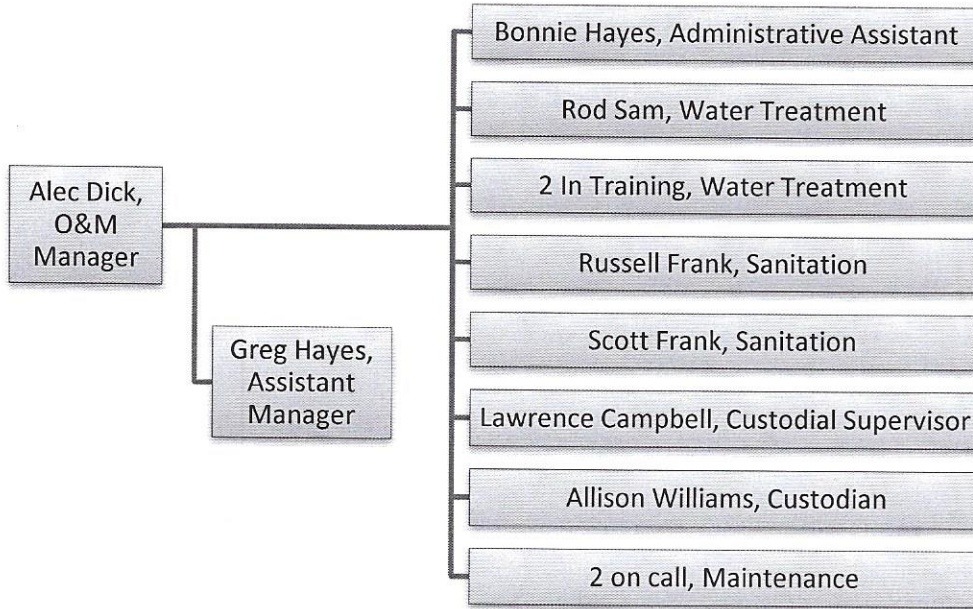 Alec Dick,
O&M
Manager
Greg Hayes,
Assistant
Manager
Bonnie Hayes, Administrative Assistant
Rod Sam, Water Treatment
2 In Training, Water Treatment
Russell Frank, Sanitation
Scott Frank, Sanitation
Lawrence Campbell, Custodial Supervisor
Allison Williams, Custodian
2 on call, Maintenance